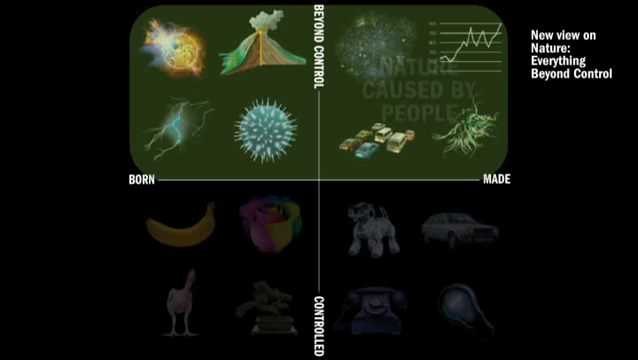 BEYOND CONTROL
New view on
Nature:
Everything
Beyond Control
NATURE
CAUSED BY
PEOPLE
BORN
MADE
CONTROLLED